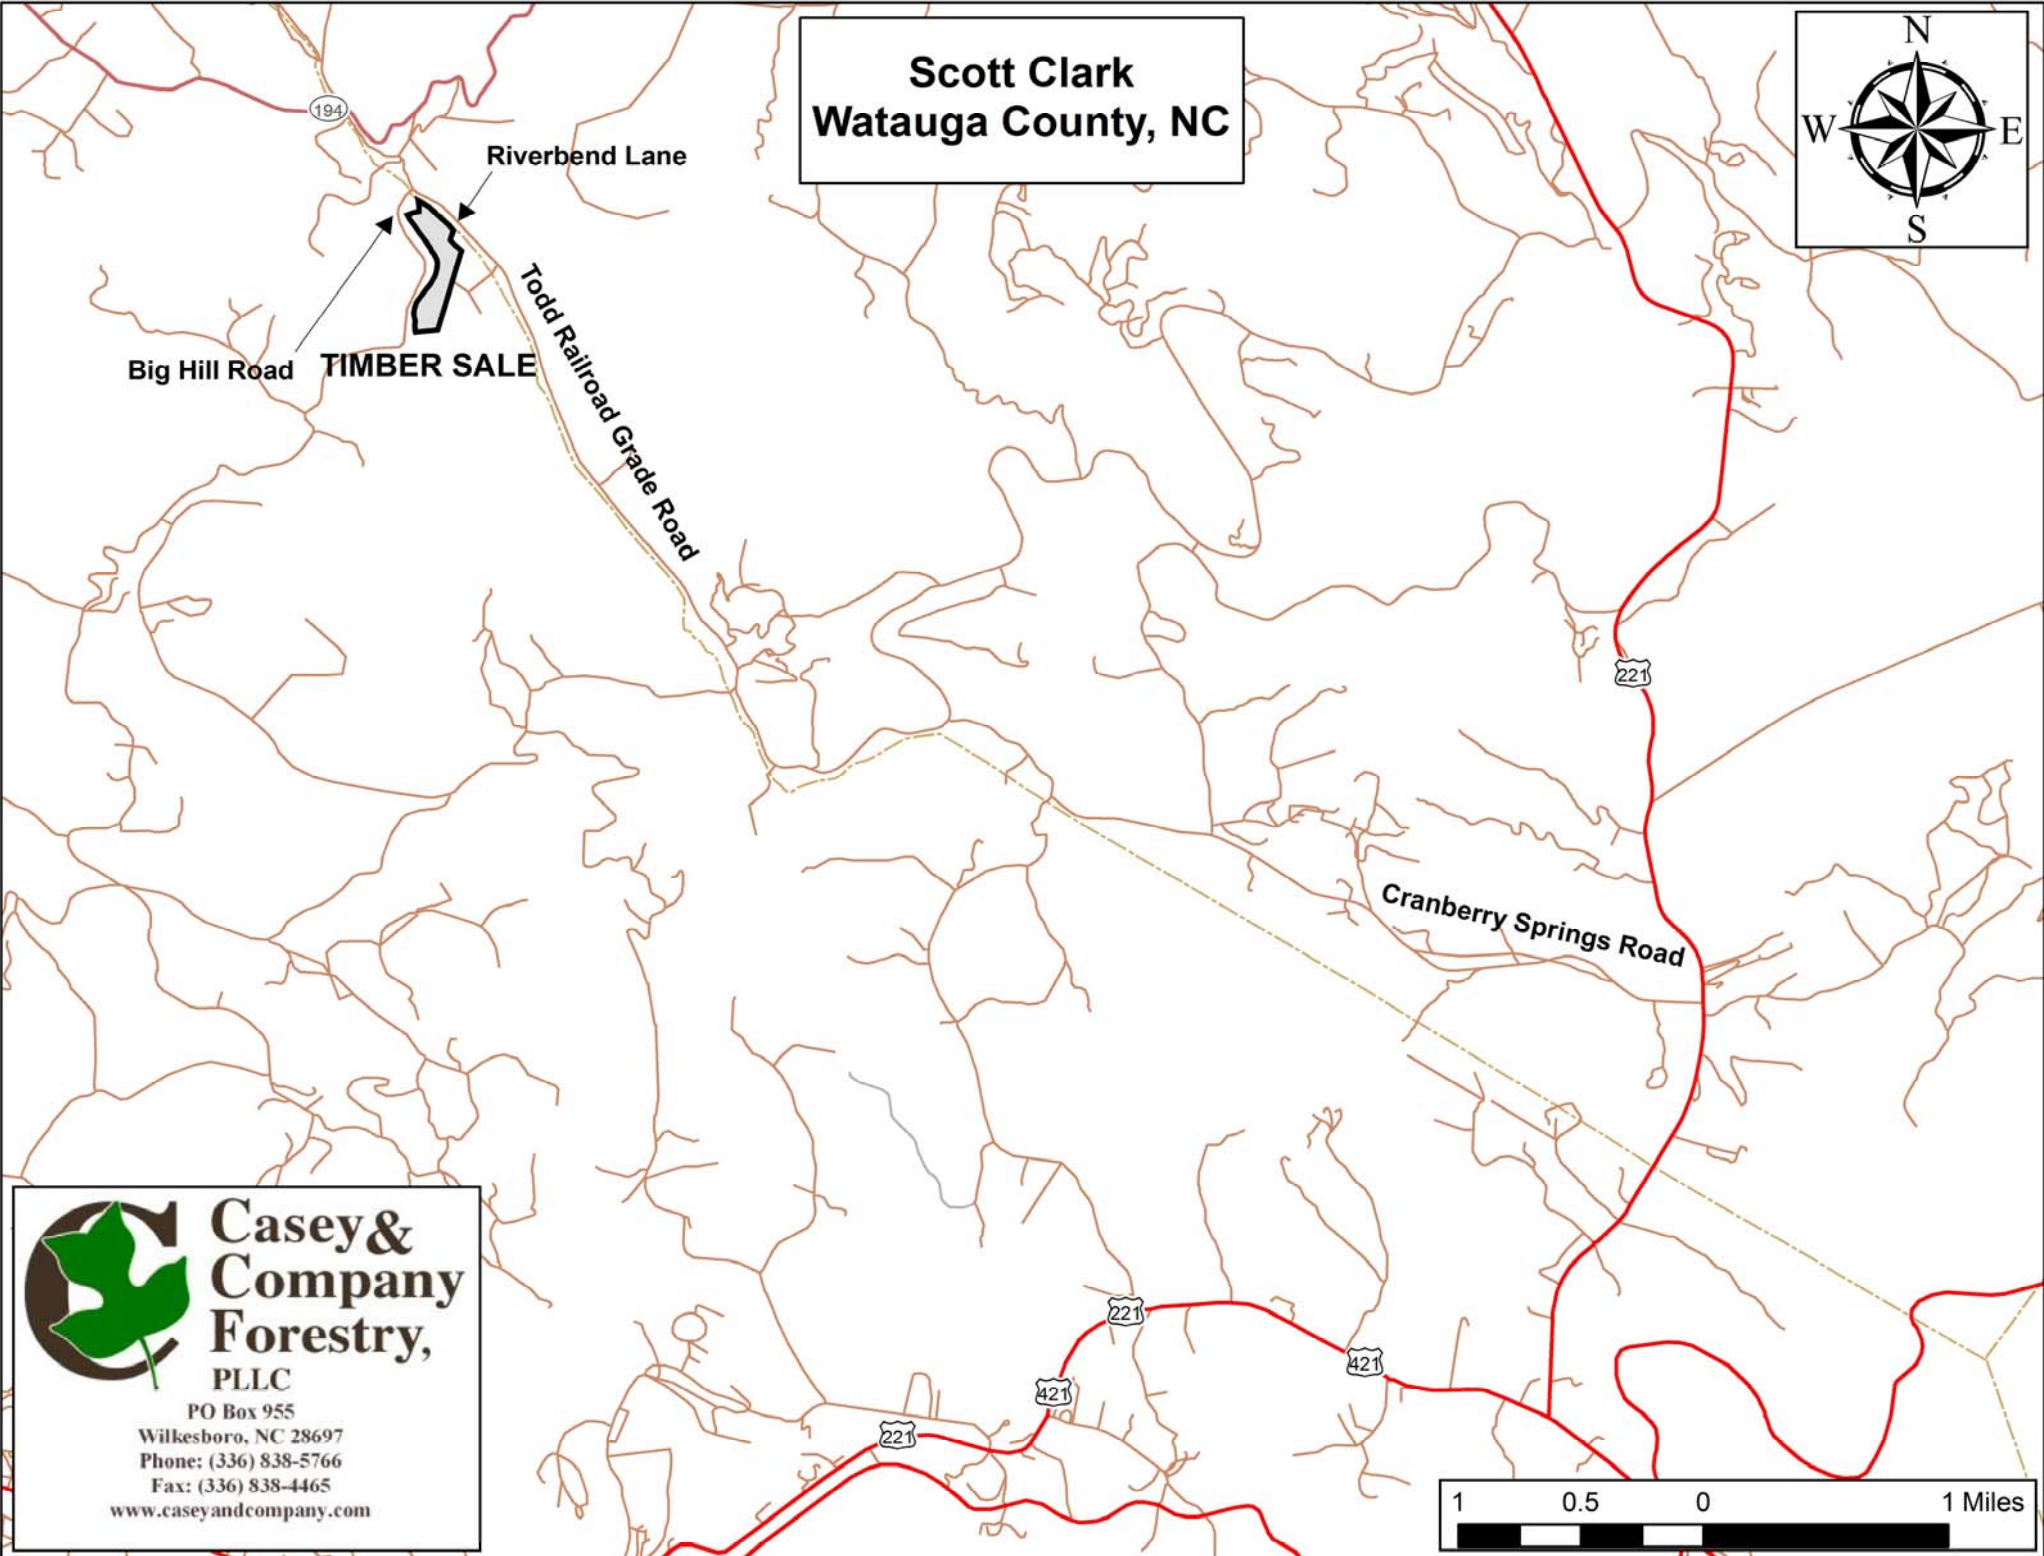 Scott Clark
Watauga County, NC
N
W
E
S
194
Riverbend Lane
Big Hill Road
TIMBER SALE
Todd Railroad Grade Road
221
Cranberry Springs Road
221
421
421
221
Casey &
Company
Forestry,
PLLC
PO Box 955
Wilkesboro, NC 28697
Phone: (336) 838-5766
Fax: (336) 838-4465
www.caseyandcompany.com
1 0.5 0 1 Miles